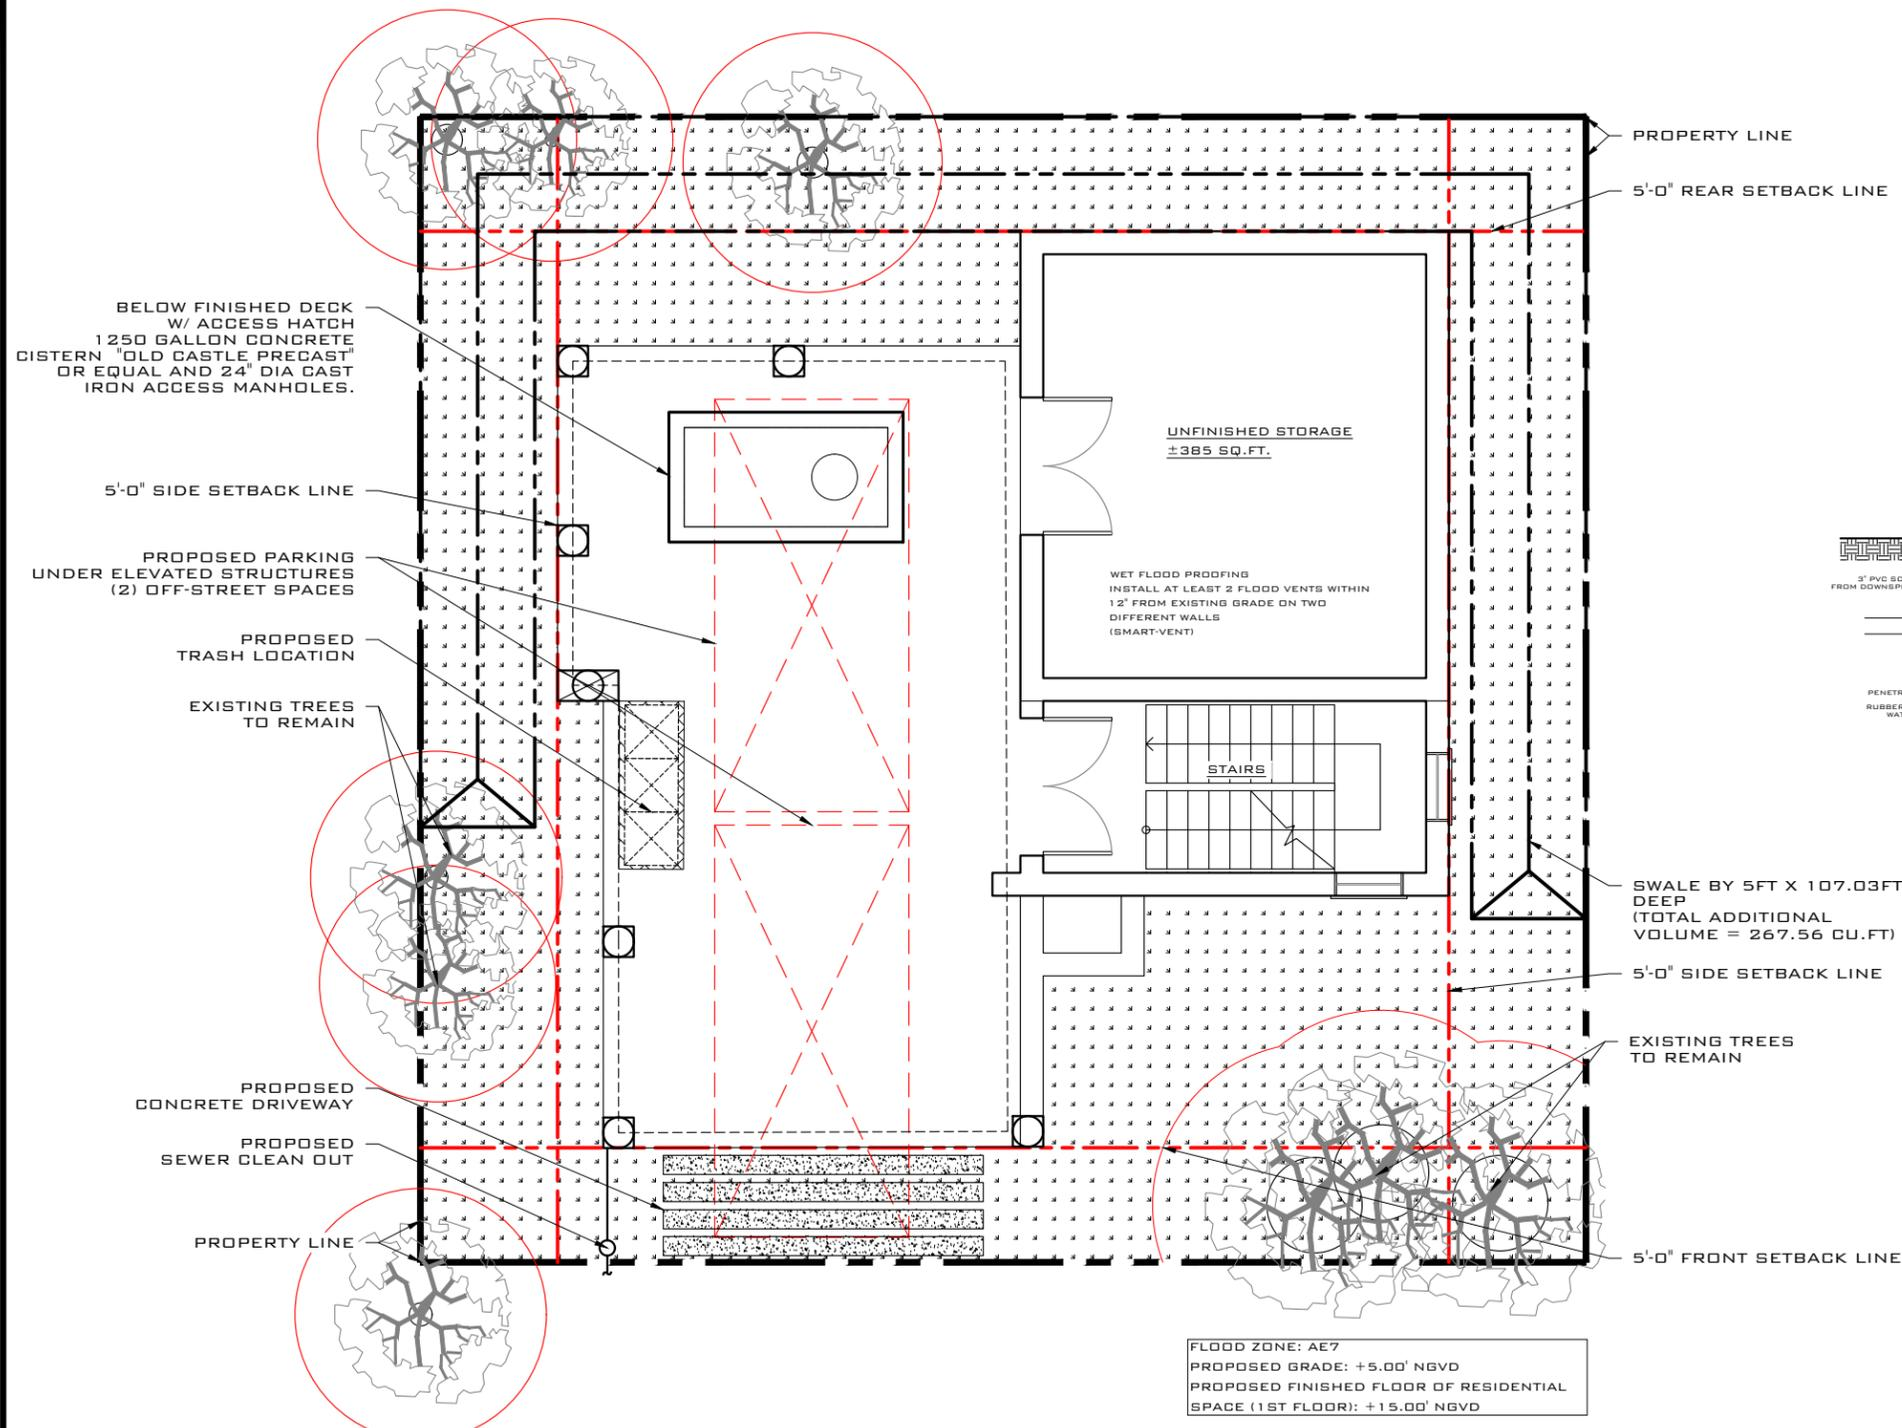 PROPERTY LINE
5'-0" REAR SETBACK LINE
BELOW FINISHED DECK
W/ ACCESS HATCH
1250 GALLON CONCRETE
CISTERN "OLD CASTLE PRECAST"
OR EQUAL AND 24" DIA CAST
IRON ACCESS MANHOLES.
5'-0" SIDE SETBACK LINE
PROPOSED PARKING
UNDER ELEVATED STRUCTURES
(2) OFF-STREET SPACES
PROPOSED
TRASH LOCATION
EXISTING TREES
TO REMAIN
UNFINISHED STORAGE
±385 SQ.FT.
WET FLOOD PROOFING
INSTALL AT LEAST 2 FLOOD VENTS WITHIN
12" FROM EXISTING GRADE ON TWO
DIFFERENT WALLS
(SMART-VENT)
STAIRS
3" PVC
FROM
SWALE BY 5FT X 107.03FT
DEEP
(TOTAL ADDITIONAL
VOLUME = 267.56 CU.FT)
5'-0" SIDE SETBACK LINE
EXISTING TREES
TO REMAIN
PROPOSED
CONCRETE DRIVEWAY
PROPOSED
SEWER CLEAN OUT
PROPERTY LINE
5'-0" FRONT SETBACK LINE
FLOOD ZONE: AE7
PROPOSED GRADE: +5.00' NGVD
PROPOSED FINISHED FLOOR OF RESIDENTIAL
SPACE (1ST FLOOR): +15.00' NGVD